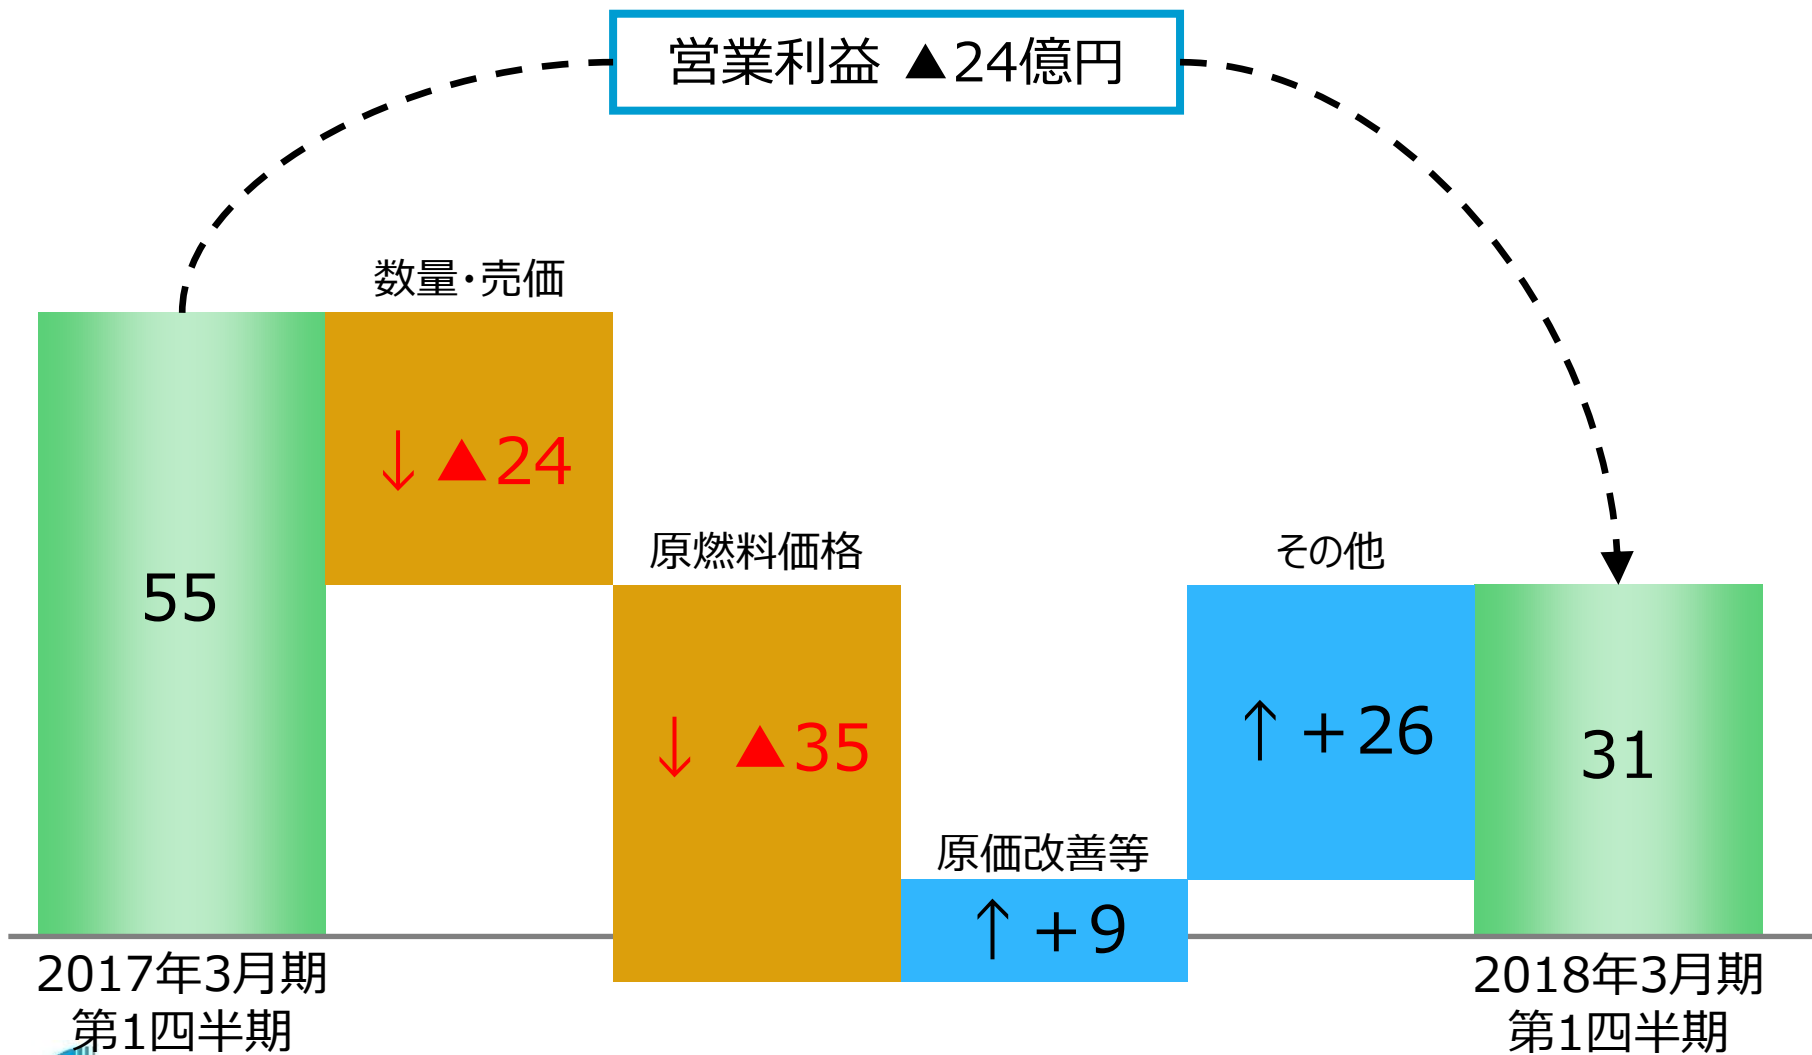 営業利益 ▲24億円
数量・売価
↓ ▲24
原燃料価格
その他
55
↓ ▲35
↑ +26
31
原価改善等
↑ +9
2017年3月期
第1四半期
2018年3月期
第1四半期